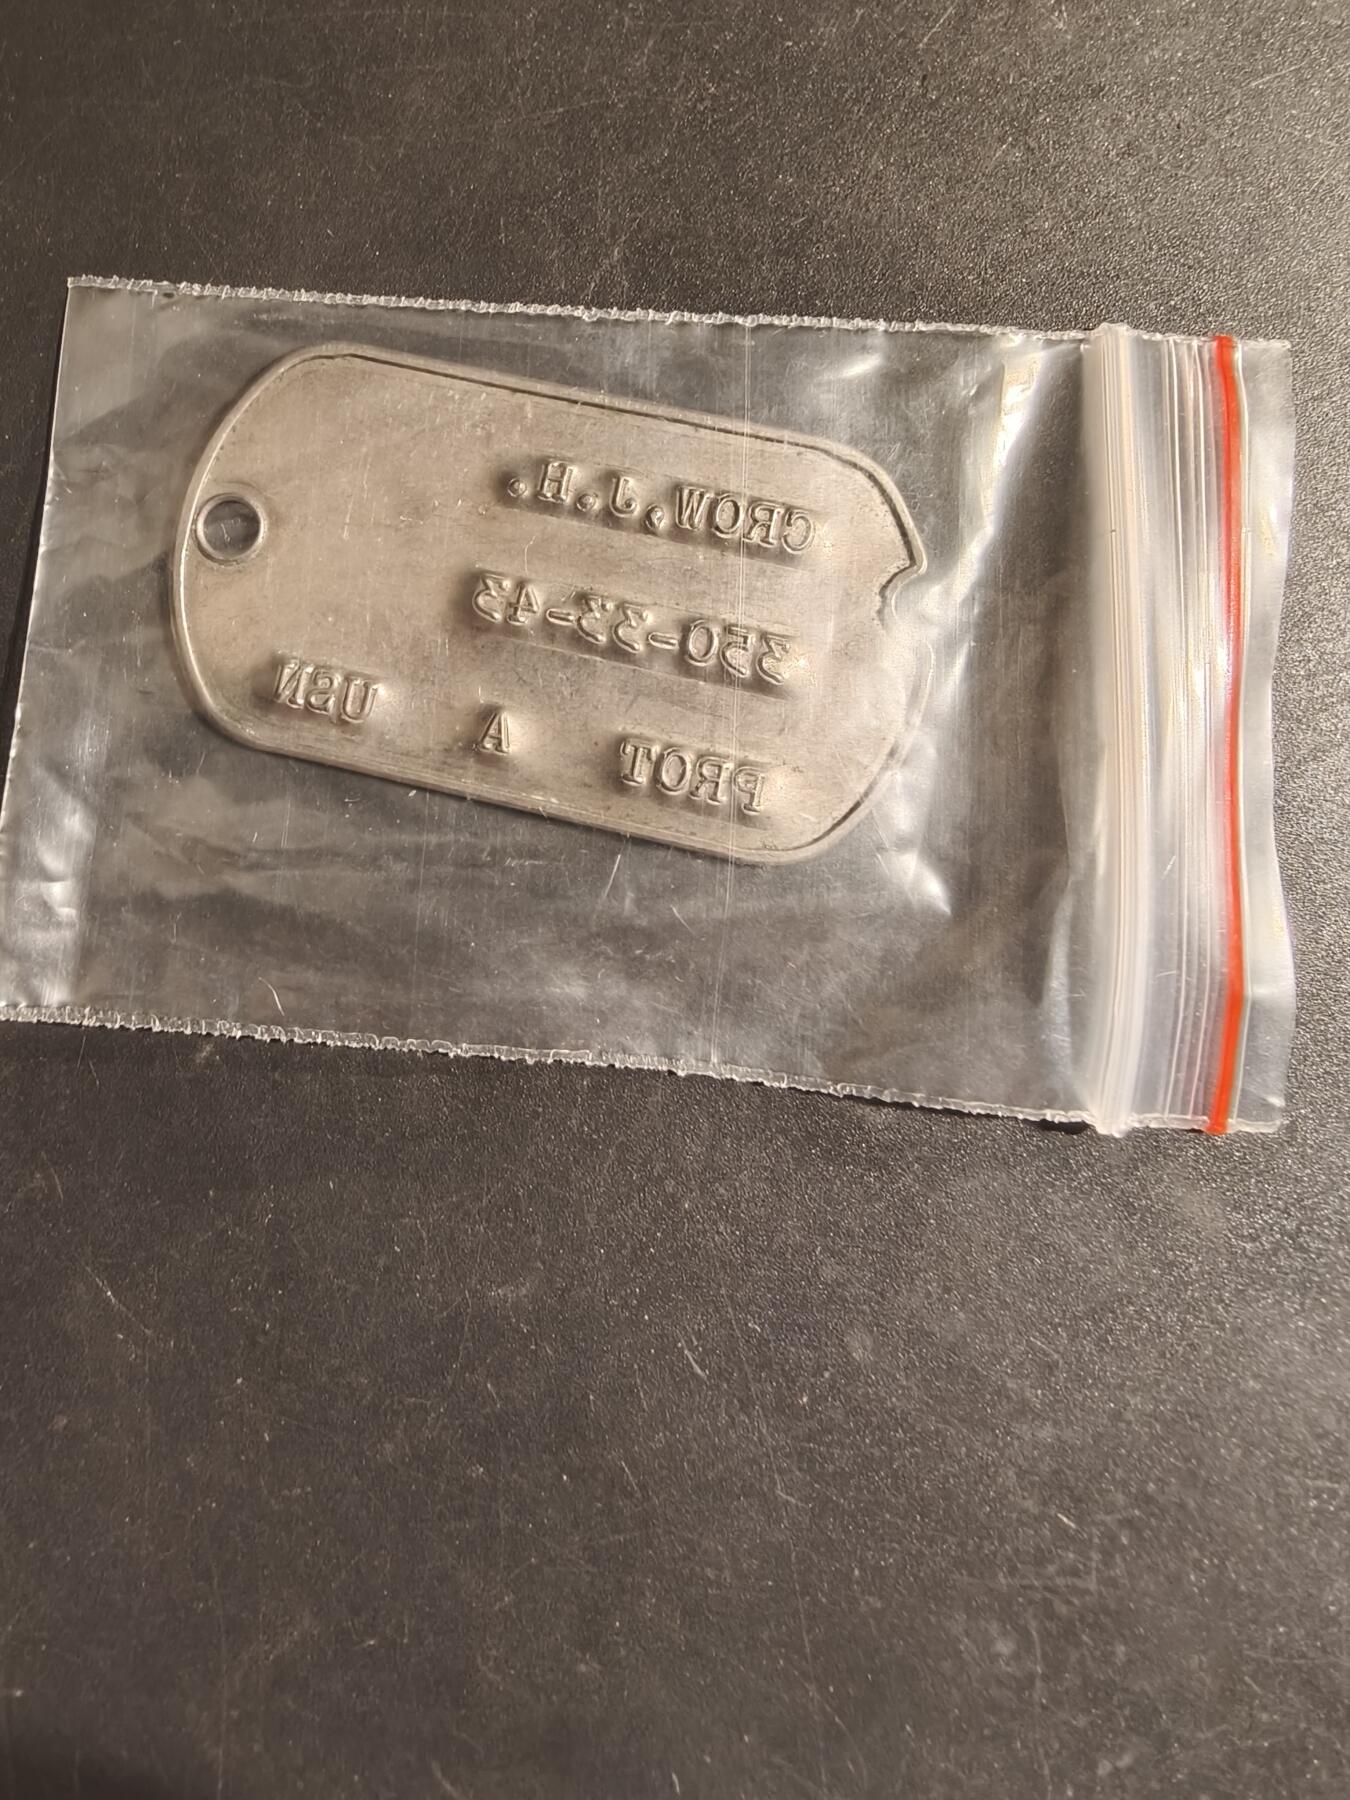 CROW,J.H.
350-33-43
PROT A USN